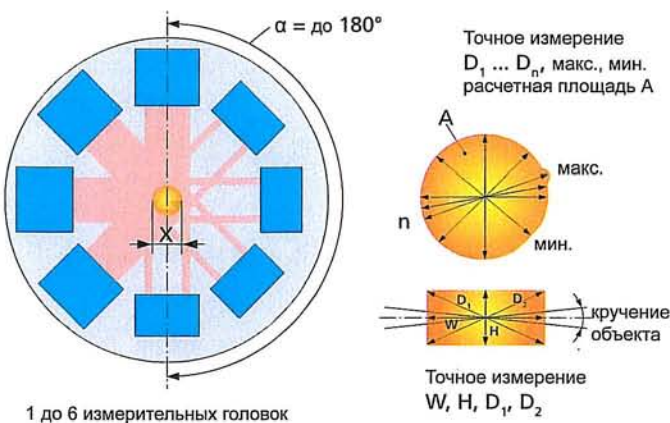 α = до 180°
X
1 до 6 измерительных головок
Точное измерение
D1 ... Dn, макс., мин.
расчетная площадь A
A
макс.
n
мин.
D1
D2
W
H
кручение
объекта
Точное измерение
W, H, D1, D2